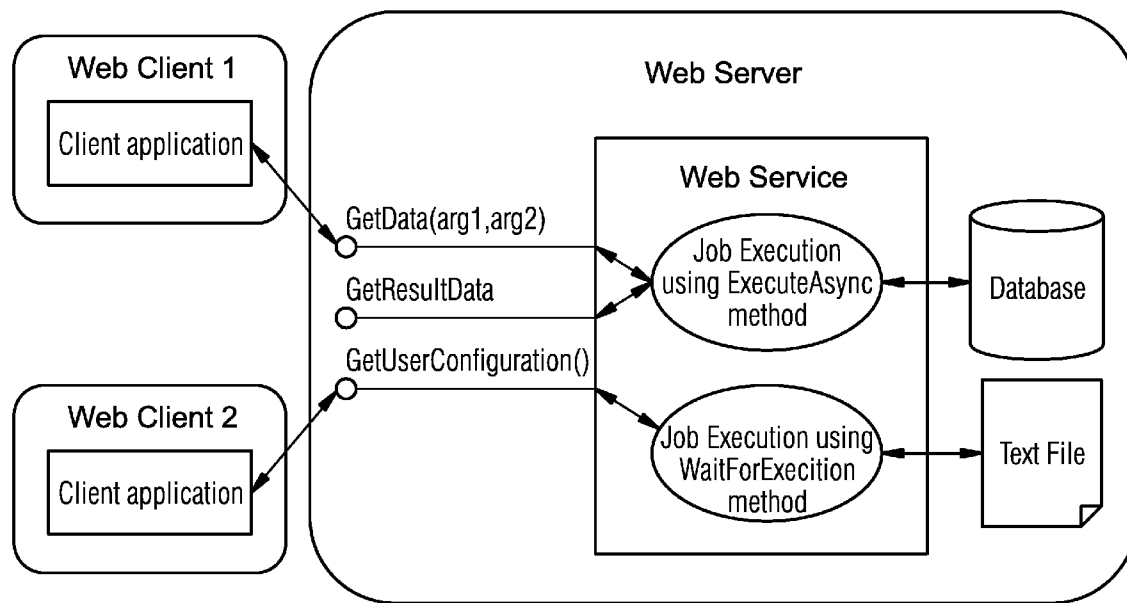 Web Client 1
Client application
Web Server
Web Service
GetData(arg1,arg2)
GetResultData
GetUserConfiguration()
Job Execution
using ExecuteAsync
method
Database
Web Client 2
Client application
Job Execution using
WaitForExecition
method
Text File